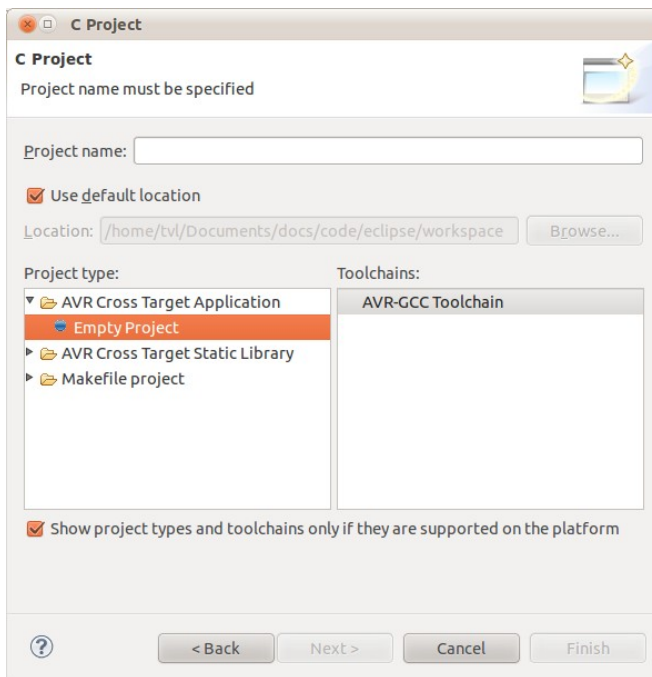 C Project
C Project
Project name must be specified
Project name:
Use default location
Location: /home/tvl/Documents/docs/code/eclipse/workspace Browse...
Project type: Toolchains:
AVR Cross Target Application AVR-GCC Toolchain
Empty Project
AVR Cross Target Static Library
Makefile project
Show project types and toolchains only if they are supported on the platform
? < Back Next > Cancel Finish